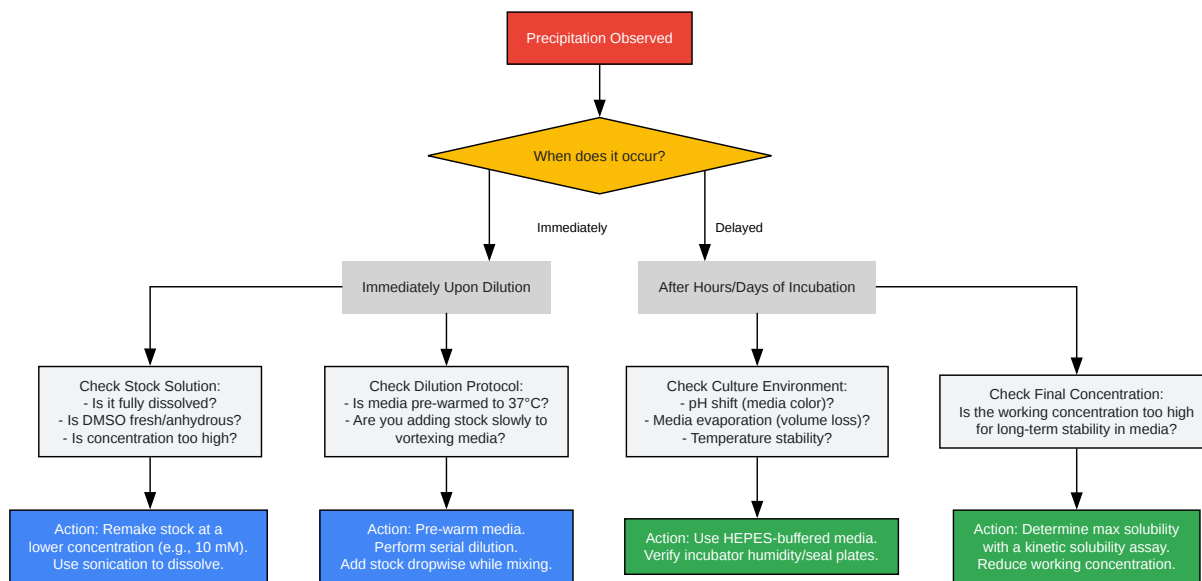 Precipitation Observed
When does it occur?
Immediately
Delayed
Immediately Upon Dilution
After Hours/Days of Incubation
Check Stock Solution:
- Is it fully dissolved?
- Is DMSO fresh/anhydrous?
- Is concentration too high?
Check Dilution Protocol:
- Is media pre-warmed to 37°C?
- Are you adding stock slowly to
vortexing media?
Check Culture Environment:
- pH shift (media color)?
- Media evaporation (volume loss)?
- Temperature stability?
Check Final Concentration:
Is the working concentration too high
for long-term stability in media?
Action: Remake stock at a
lower concentration (e.g., 10 mM).
Use sonication to dissolve.
Action: Pre-warm media.
Perform serial dilution.
Add stock dropwise while mixing.
Action: Use HEPES-buffered media.
Verify incubator humidity/seal plates.
Action: Determine max solubility
with a kinetic solubility assay.
Reduce working concentration.